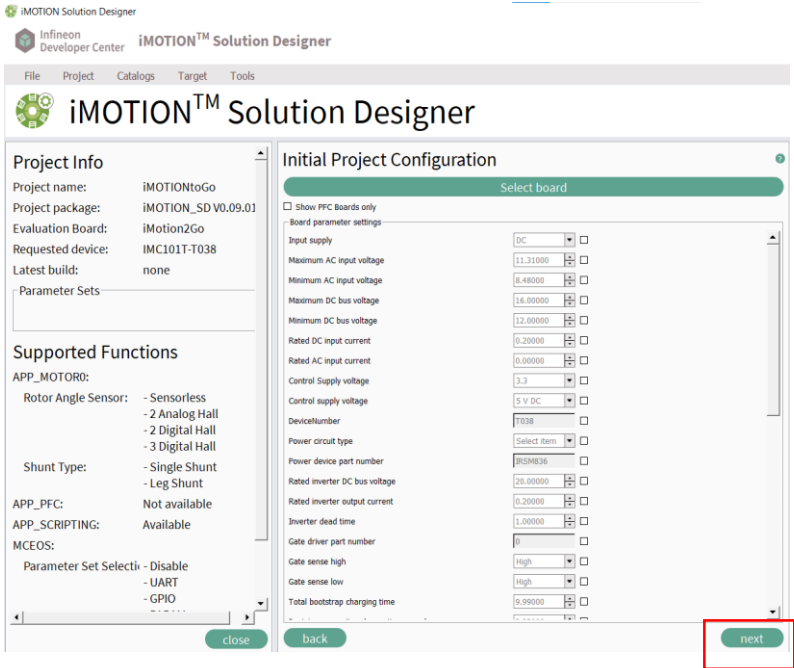 iMOTION Solution Designer
Infineon
Developer Center
iMOTION™ Solution Designer
File Project Catalogs Target Tools
iMOTION™ Solution Designer
Project Info
Project name: iMOTIONtoGo
Project package: iMOTION_SD V0.09.01
Evaluation Board: iMotion2Go
Requested device: IMC101T-T038
Latest build: none
Parameter Sets
Supported Functions
APP_MOTOR0:
Rotor Angle Sensor: - Sensorless
- 2 Analog Hall
- 2 Digital Hall
- 3 Digital Hall
Shunt Type: - Single Shunt
- Leg Shunt
APP_PFC: Not available
APP_SCRIPTING: Available
MCEOS:
Parameter Set Selecti - Disable
- UART
- GPIO
close
Initial Project Configuration
Select board
Show PFC Boards only
Board parameter settings
Input supply DC
Maximum AC input voltage 11.31000
Minimum AC input voltage 8.48000
Maximum DC bus voltage 16.00000
Minimum DC bus voltage 12.00000
Rated DC input current 0.20000
Rated AC input current 0.00000
Control Supply voltage 3.3
Control supply voltage 5 V DC
DeviceNumber T038
Power circuit type Select item
Power device part number IRSM836
Rated inverter DC bus voltage 20.00000
Rated inverter output current 0.20000
Inverter dead time 1.00000
Gate driver part number 0
Gate sense high High
Gate sense low High
Total bootstrap charging time 9.99000
back
next